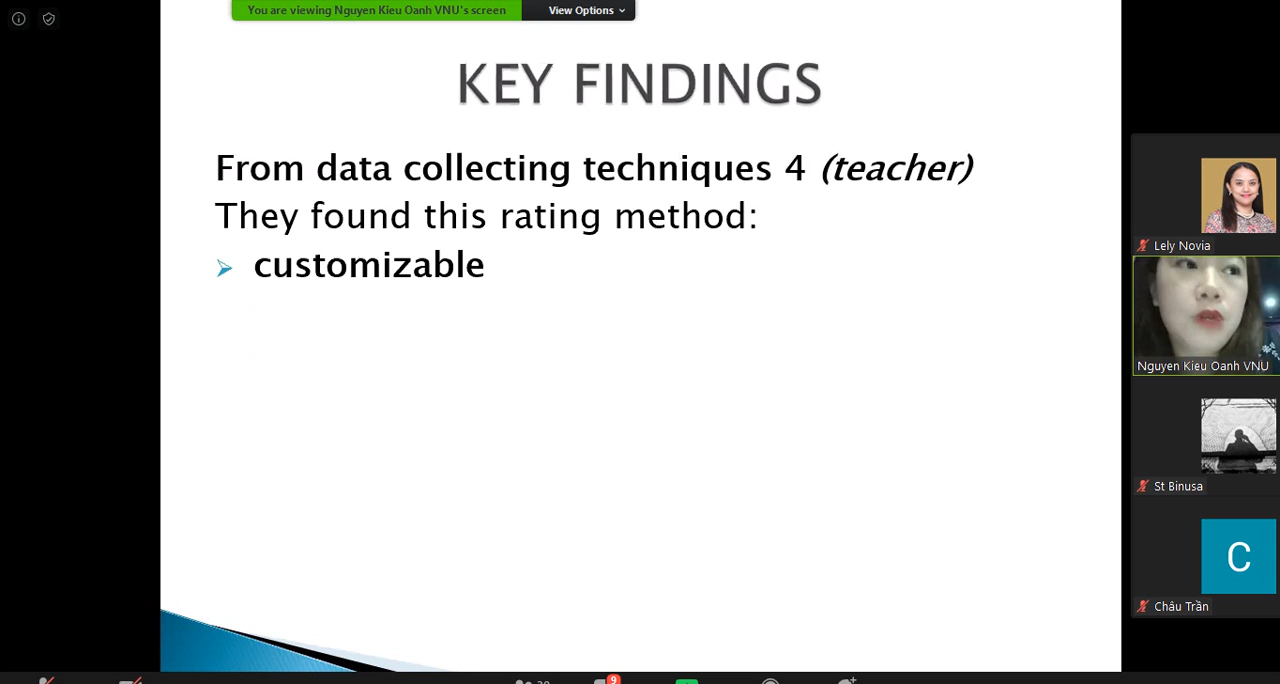 You are viewing Nguyen Kieu Oanh VNU's screen
View Options
KEY FINDINGS
From data collecting techniques 4 (teacher)
They found this rating method:
customizable
Lely Novia
Nguyen Kieu Oanh VNU
St Binusa
C
Châu Trần
9